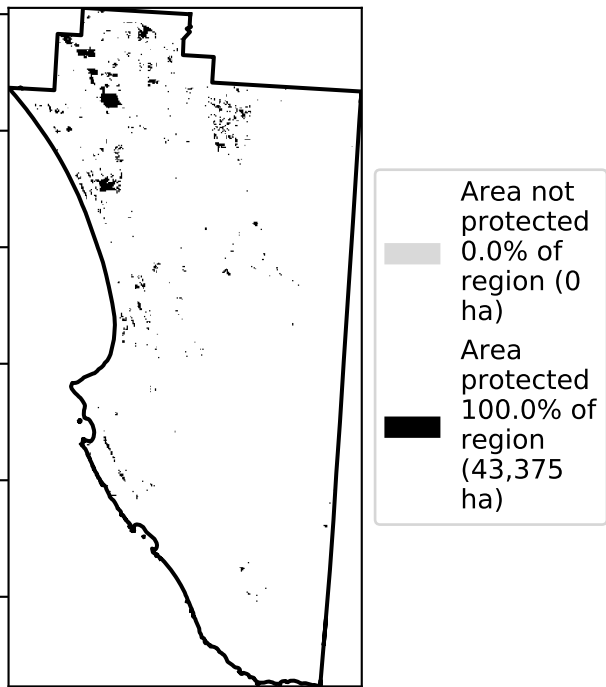 Area not
protected
0.0% of
region (0
ha)
Area
protected
100.0% of
region
(43,375
ha)